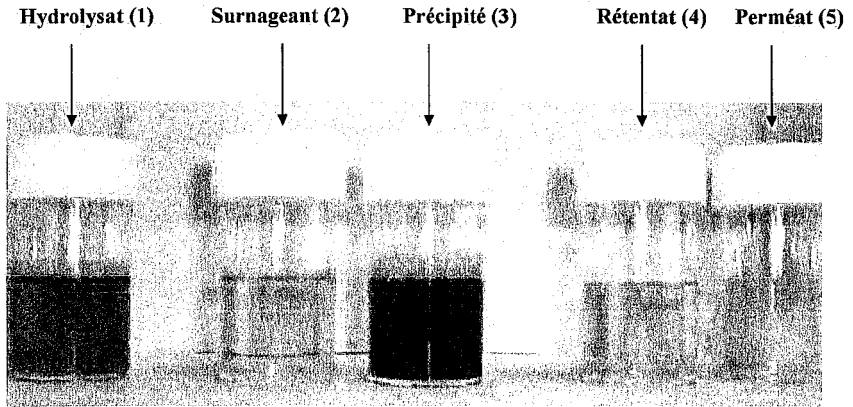 Hydrolysat (1) Surnageant (2) Précipité (3) Rétentat (4) Perméat (5)